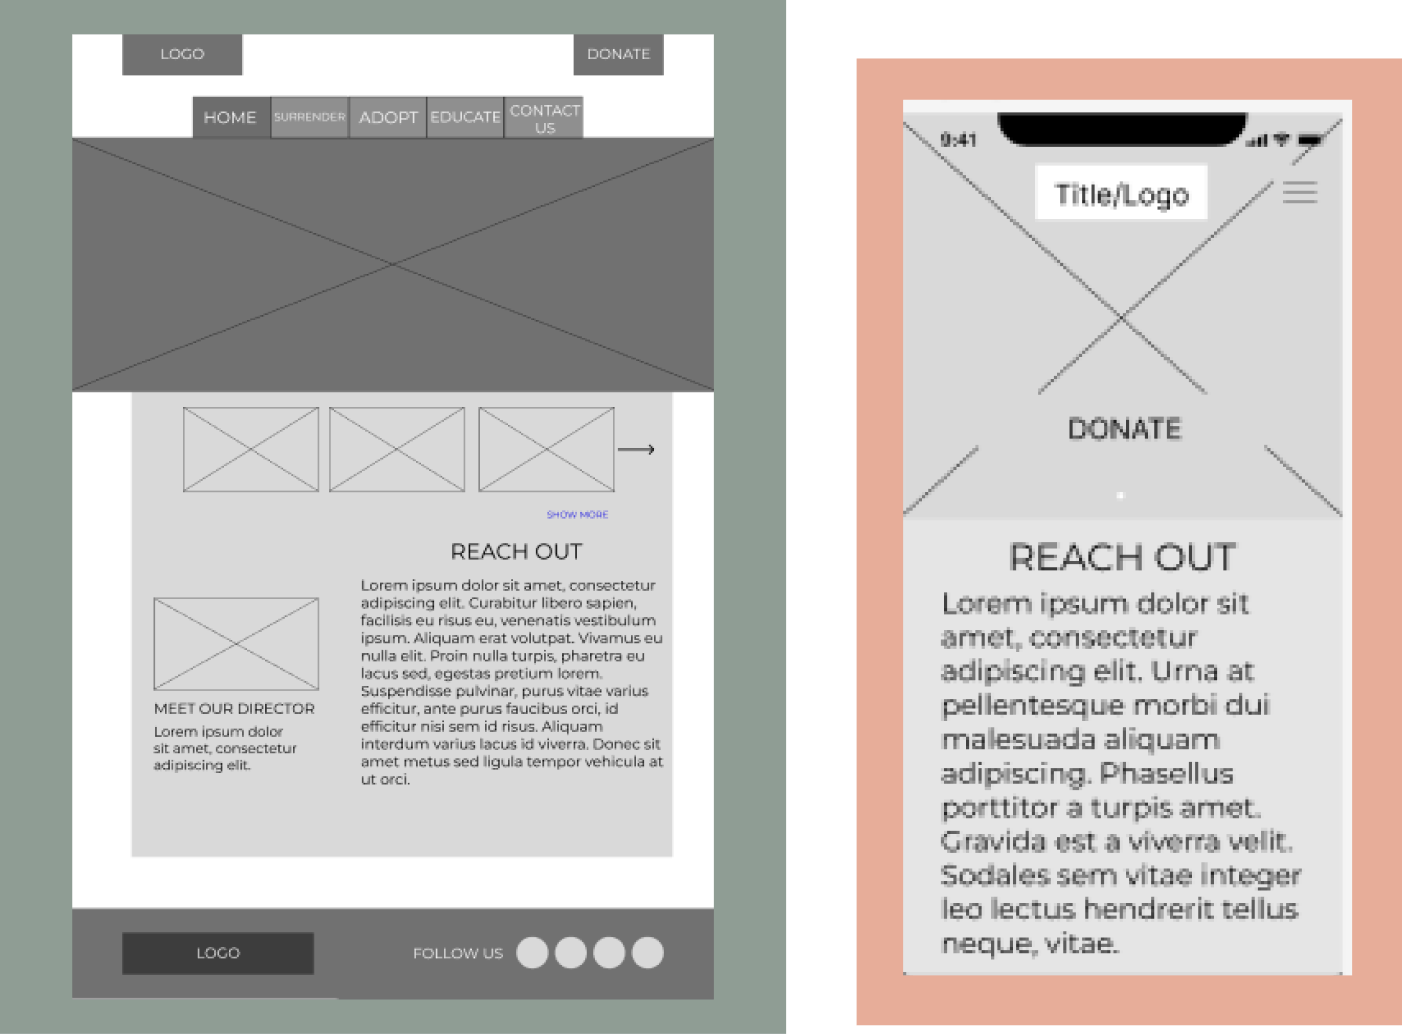 LOGO
DONATE
HOME
SURRENDER
ADOPT
EDUCATE
CONTACT
US
SHOW MORE
REACH OUT
Lorem ipsum dolor sit amet, consectetur
adipiscing elit. Curabitur libero sapien,
facilisis eu risus eu, venenatis vestibulum
ipsum. Aliquam erat volutpat. Vivamus eu
nulla elit. Proin nulla turpis, pharetra eu
lacus sed, egestas pretium lorem.
Suspendisse pulvinar, purus vitae varius
efficitur, ante purus faucibus orci, id
efficitur nisi sem id risus. Aliquam
interdum varius lacus id viverra. Donec sit
amet metus sed ligula tempor vehicula at
ut orci.
MEET OUR DIRECTOR
Lorem ipsum dolor
sit amet, consectetur
adipiscing elit.
LOGO
FOLLOW US
9:41
Title/Logo
DONATE
REACH OUT
Lorem ipsum dolor sit
amet, consectetur
adipiscing elit. Urna at
pellentesque morbi dui
malesuada aliquam
adipiscing. Phasellus
porttitor a turpis amet.
Gravida est a viverra velit.
Sodales sem vitae integer
leo lectus hendrerit tellus
neque, vitae.